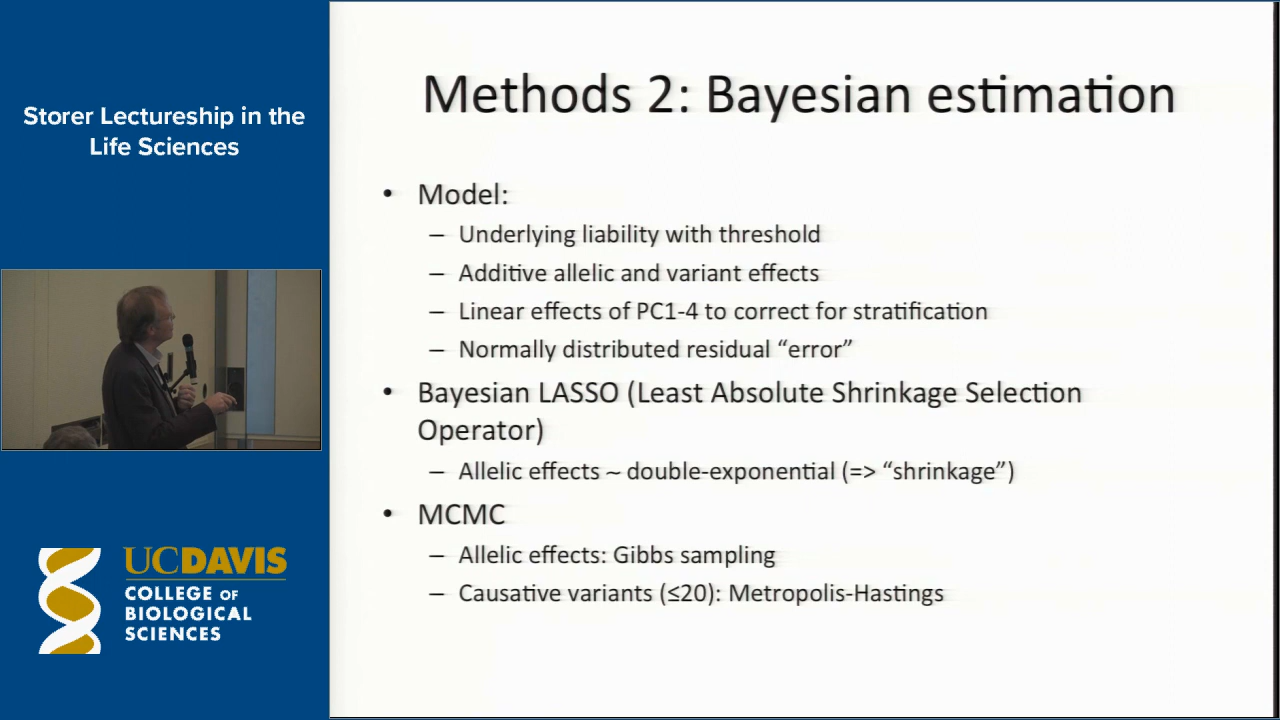 Storer Lectureship in the
Life Sciences
UCDAVIS
COLLEGE OF
BIOLOGICAL
SCIENCES
Methods 2: Bayesian estimation
• Model:
– Underlying liability with threshold
– Additive allelic and variant effects
– Linear effects of PC1-4 to correct for stratification
– Normally distributed residual “error”
• Bayesian LASSO (Least Absolute Shrinkage Selection
Operator)
– Allelic effects ~ double-exponential (=> “shrinkage”)
• MCMC
– Allelic effects: Gibbs sampling
– Causative variants (≤20): Metropolis-Hastings